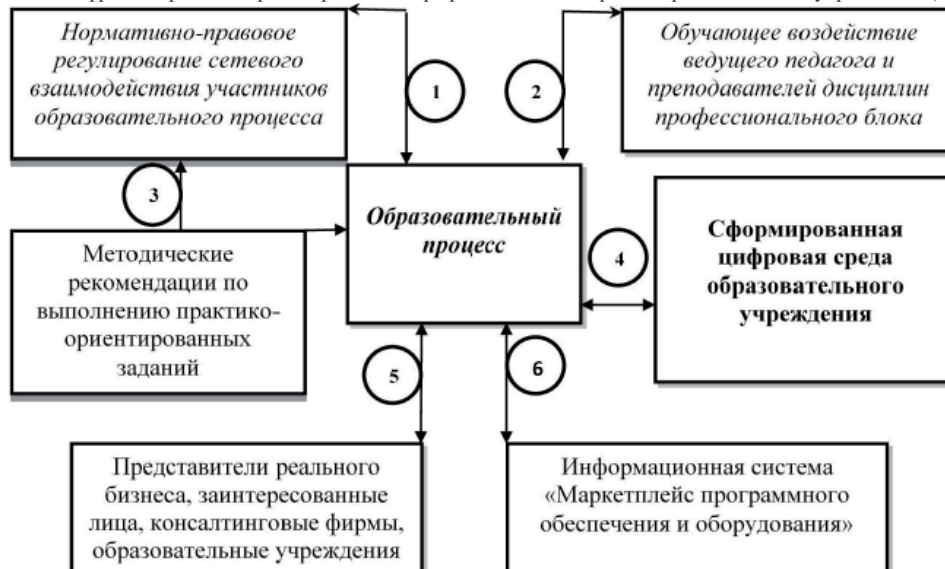 Нормативно-правовое
регулирование сетевого
взаимодействия участников
образовательного процесса
1
2
Обучающее воздействие
ведущего педагога и
преподавателей дисциплин
профессионального блока
3
Образовательный
процесс
4
Сформированная
цифровая среда
образовательного
учреждения
Методические
рекомендации по
выполнению практико-
ориентированных
заданий
5
6
Представители реального
бизнеса, заинтересованные
лица, консалтинговые фирмы,
образовательные учреждения
Информационная система
«Маркетплейс программного
обеспечения и оборудования»